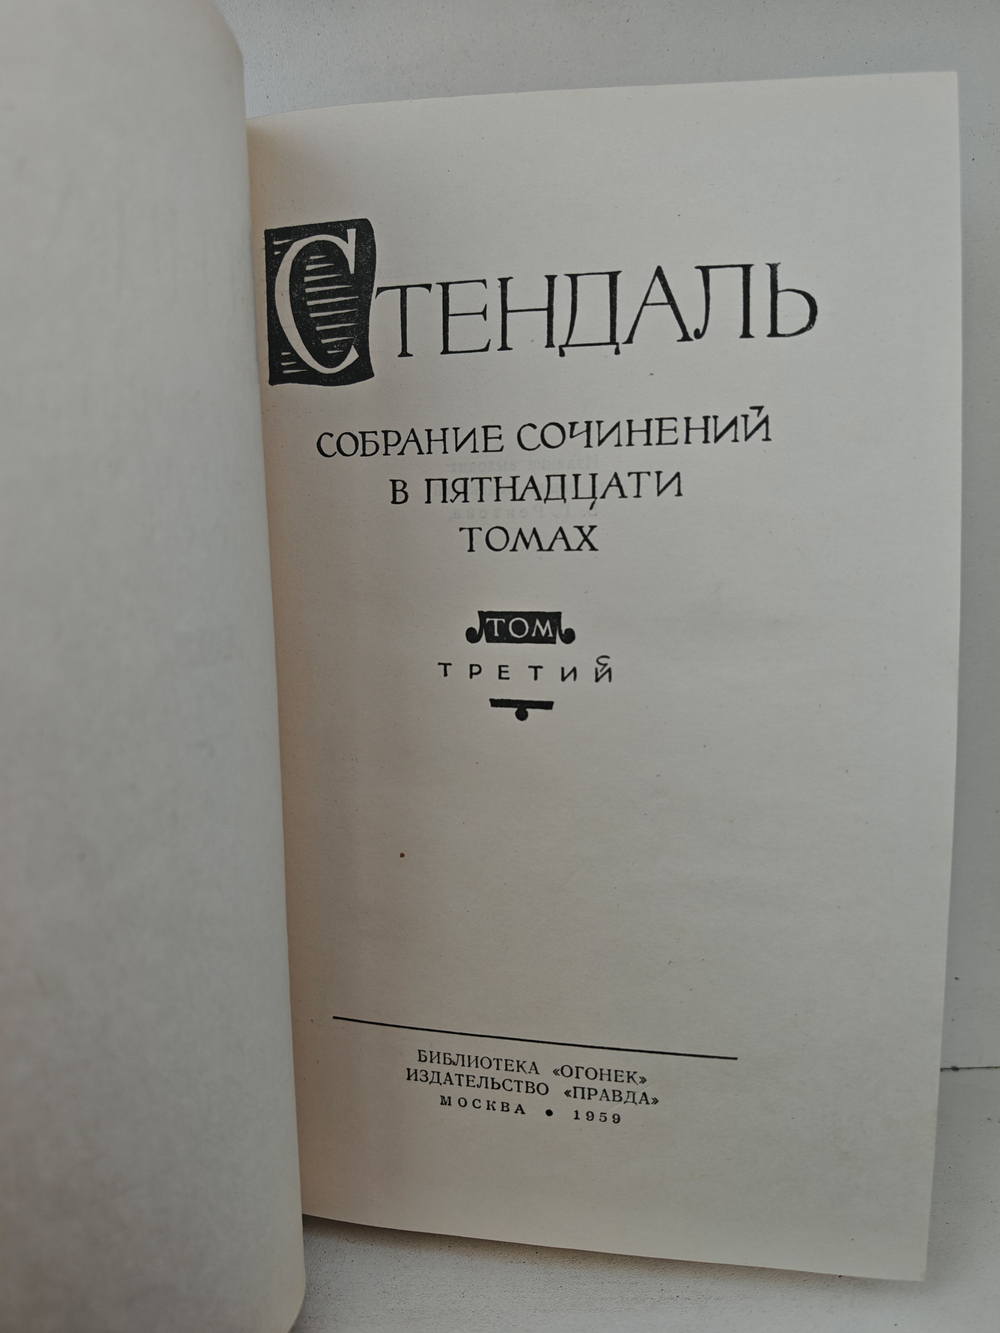 СТЕНДАЛЬ
СОБРАНИЕ СОЧИНЕНИЙ
В ПЯТНАДЦАТИ
ТОМАХ
ТОМ
ТРЕТИЙ
БИБЛИОТЕКА «ОГОНЕК»
ИЗДАТЕЛЬСТВО «ПРАВДА»
МОСКВА • 1959